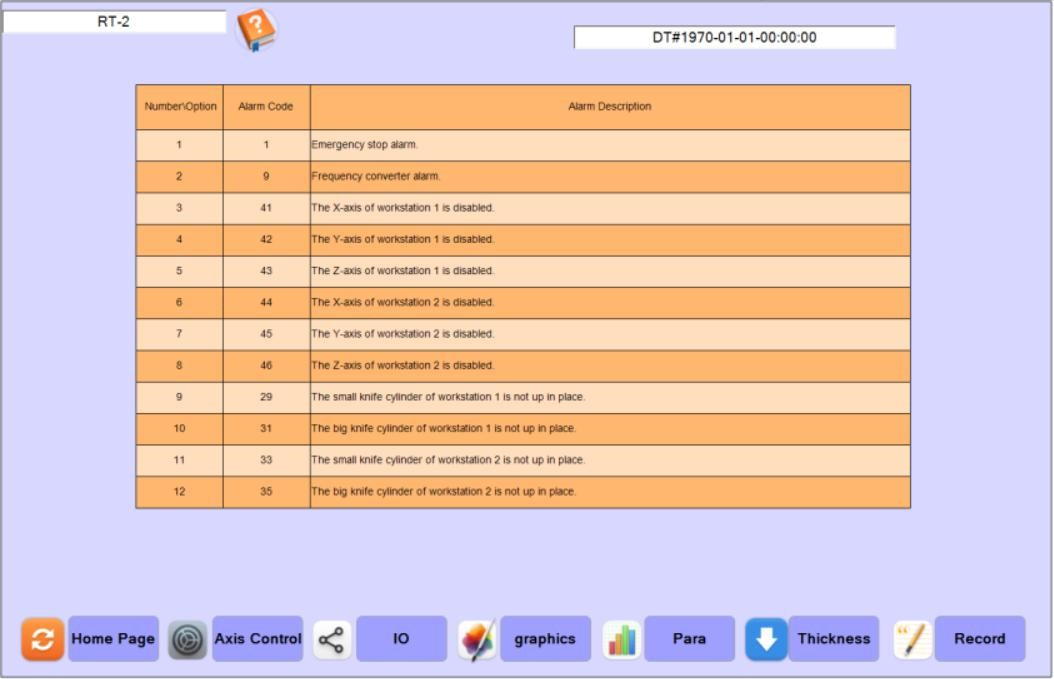 RT-2
DT#1970-01-01-00:00:00
Number\Option Alarm Code Alarm Description
1 1 Emergency stop alarm.
2 9 Frequency converter alarm.
3 41 The X-axis of workstation 1 is disabled.
4 42 The Y-axis of workstation 1 is disabled.
5 43 The Z-axis of workstation 1 is disabled.
6 44 The X-axis of workstation 2 is disabled.
7 45 The Y-axis of workstation 2 is disabled.
8 46 The Z-axis of workstation 2 is disabled.
9 29 The small knife cylinder of workstation 1 is not up in place.
10 31 The big knife cylinder of workstation 1 is not up in place.
11 33 The small knife cylinder of workstation 2 is not up in place.
12 35 The big knife cylinder of workstation 2 is not up in place.
Home Page Axis Control IO graphics Para Thickness Record